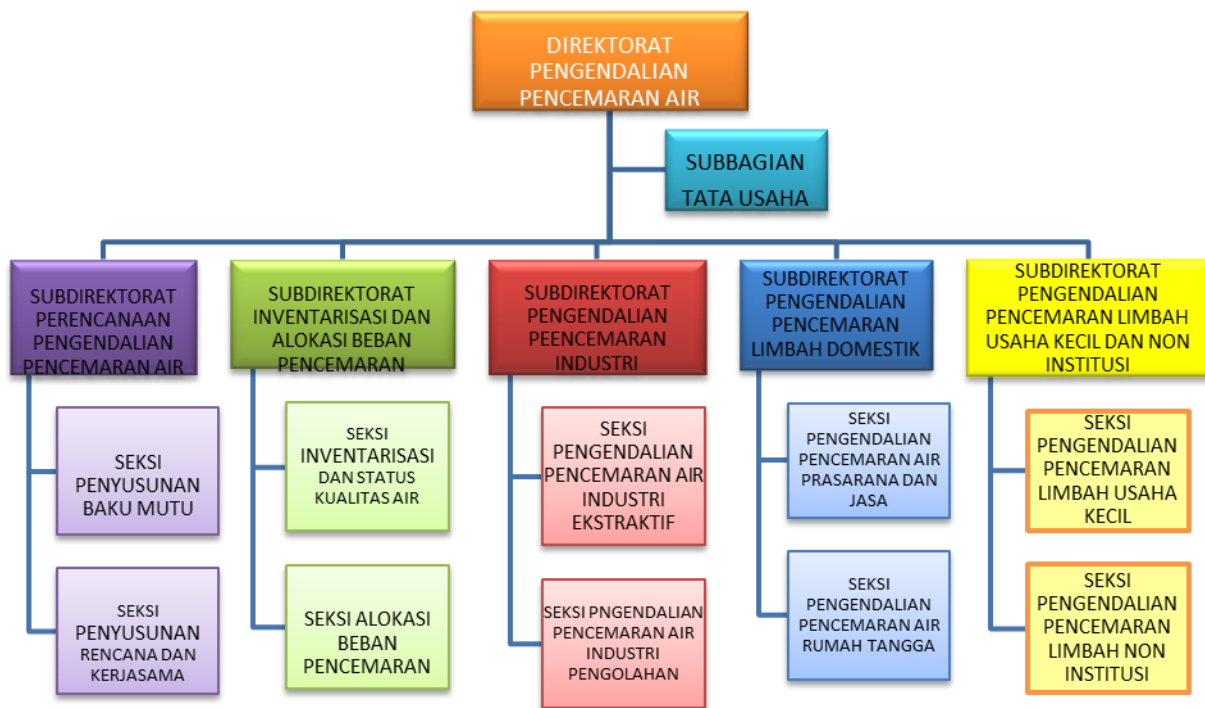 DIREKTORAT
PENGENDALIAN
PENCEMARAN AIR
SUBBAGIAN
TATA USAHA
SUBDIREKTORAT
PERENCANAAN
PENGENDALIAN
PENCEMARAN AIR
SUBDIREKTORAT
INVENTARISASI DAN
ALOKASI BEBAN
PENCEMARAN
SUBDIREKTORAT
PENGENDALIAN
PEENCEMARAN
INDUSTRI
SUBDIREKTORAT
PENGENDALIAN
PENCEMARAN
LIMBAH DOMESTIK
SUBDIREKTORAT
PENGENDALIAN
PENCEMARAN LIMBAH
USAHA KECIL DAN NON
INSTITUSI
SEKSI
PENYUSUNAN
BAKU MUTU
SEKSI
INVENTARISASI
DAN STATUS
KUALITAS AIR
SEKSI
PENGENDALIAN
PENCEMARAN AIR
INDUSTRI
EKSTRAKTIF
SEKSI
PENGENDALIAN
PENCEMARAN AIR
PRASARANA DAN
JASA
SEKSI
PENGENDALIAN
PENCEMARAN
LIMBAH USAHA
KECIL
SEKSI
PENYUSUNAN
RENCANA DAN
KERJASAMA
SEKSI ALOKASI
BEBAN
PENCEMARAN
SEKSI PNGENDALIAN
PENCEMARAN AIR
INDUSTRI
PENGOLAHAN
SEKSI
PENGENDALIAN
PENCEMARAN AIR
RUMAH TANGGA
SEKSI
PENGENDALIAN
PENCEMARAN
LIMBAH NON
INSTITUSI